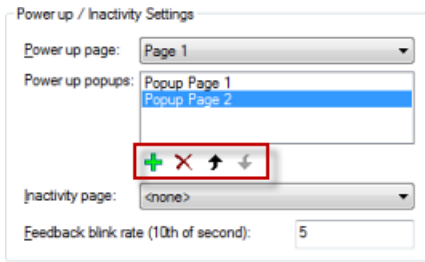 Power up / Inactivity Settings
Power up page: Page 1
Power up popups: Popup Page 1
Popup Page 2
Inactivity page: <none>
Feedback blink rate (10th of second): 5